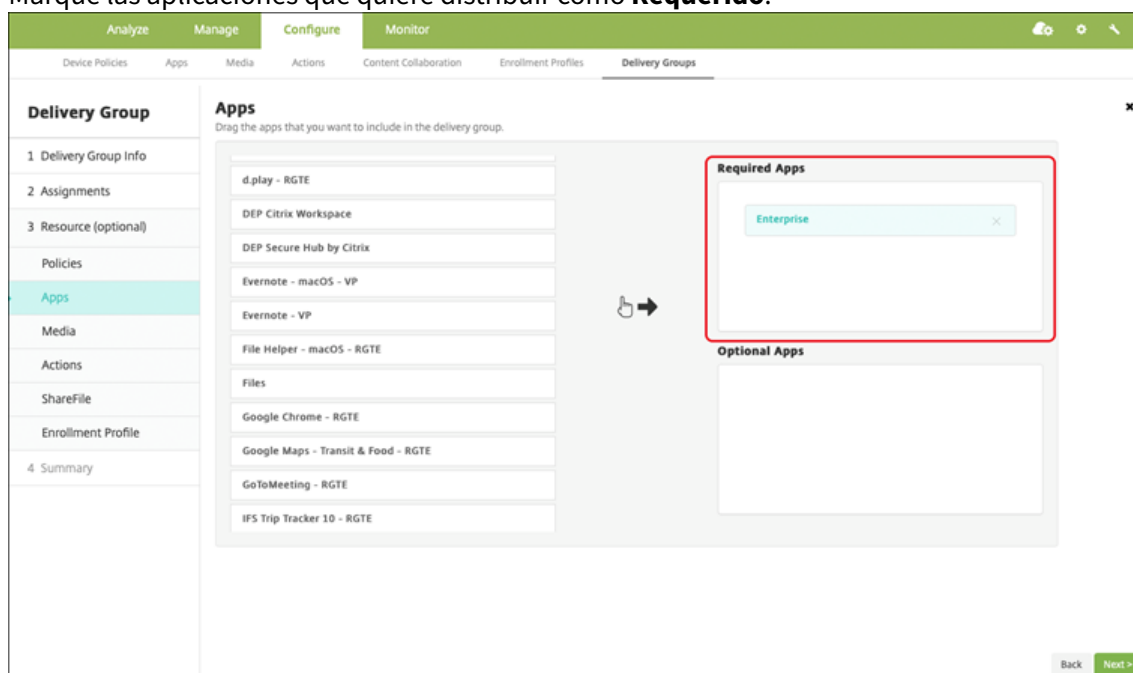 Marque las aplicaciones que quiere distribuir como Requerido.
Analyze Manage Configure Monitor
Device Policies Apps Media Actions Content Collaboration Enrollment Profiles Delivery Groups
Delivery Group
1 Delivery Group Info
2 Assignments
3 Resource (optional)
Policies
Apps
Media
Actions
ShareFile
Enrollment Profile
4 Summary
Apps
Drag the apps that you want to include in the delivery group.
d.play - RGTE
DEP Citrix Workspace
DEP Secure Hub by Citrix
Evernote - macOS - VP
Evernote - VP
File Helper - macOS - RGTE
Files
Google Chrome - RGTE
Google Maps - Transit & Food - RGTE
GoToMeeting - RGTE
IFS Trip Tracker 10 - RGTE
Required Apps
Enterprise
Optional Apps
Back Next >